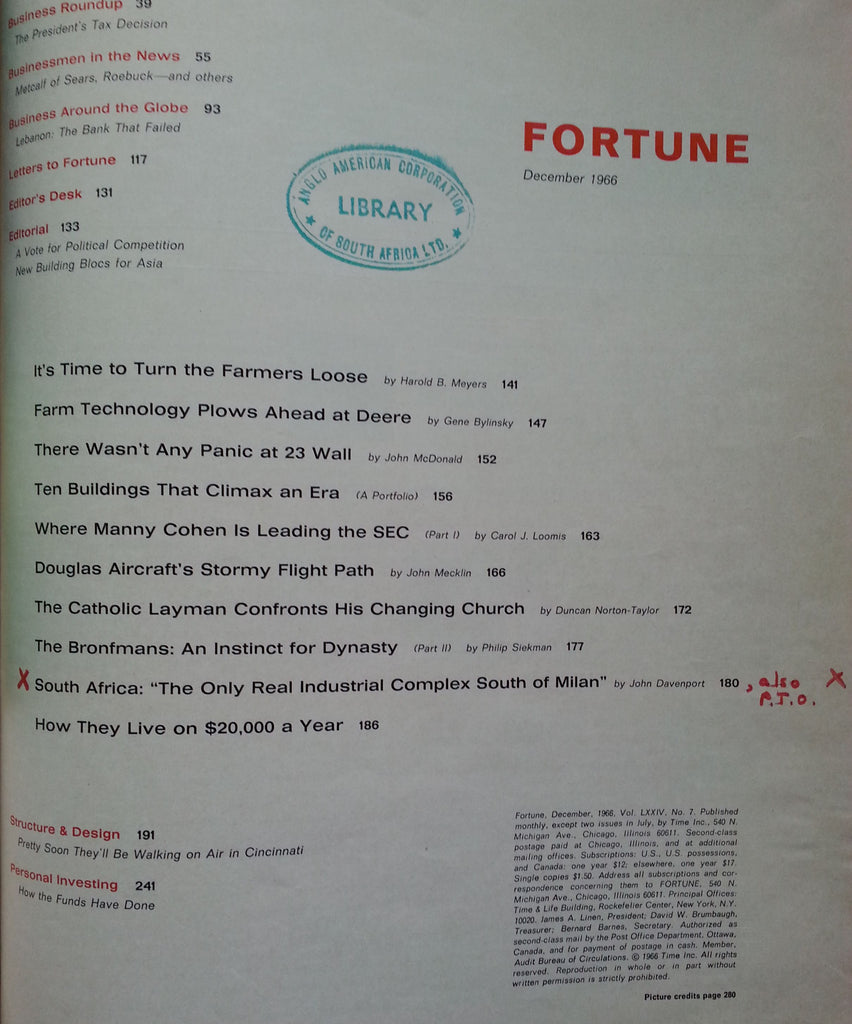 Business Roundup 39
The President's Tax Decision
Businessmen in the News 55
Metcalf of Sears, Roebuck—and others
Business Around the Globe 93
Lebanon: The Bank That Failed
Letters to Fortune 117
Editor's Desk 131
Editorial 133
A Vote for Political Competition
New Building Blocs for Asia
ANGLO AMERICAN CORPORATION
LIBRARY
★ OF SOUTH AFRICA LTD. ★
FORTUNE
December 1966
It's Time to Turn the Farmers Loose by Harold B. Meyers 141
Farm Technology Plows Ahead at Deere by Gene Bylinsky 147
There Wasn't Any Panic at 23 Wall by John McDonald 152
Ten Buildings That Climax an Era (A Portfolio) 156
Where Manny Cohen Is Leading the SEC (Part I) by Carol J. Loomis 163
Douglas Aircraft's Stormy Flight Path by John Mecklin 166
The Catholic Layman Confronts His Changing Church by Duncan Norton-Taylor 172
The Bronfmans: An Instinct for Dynasty (Part II) by Philip Siekman 177
X South Africa: "The Only Real Industrial Complex South of Milan" by John Davenport 180 , also X
P.T.O.
How They Live on $20,000 a Year 186
Structure & Design 191
Pretty Soon They'll Be Walking on Air in Cincinnati
Personal Investing 241
How the Funds Have Done
Fortune, December, 1966, Vol. LXXIV, No. 7. Published
monthly, except two issues in July, by Time Inc., 540 N.
Michigan Ave., Chicago, Illinois 60611. Second-class
postage paid at Chicago, Illinois, and at additional
mailing offices. Subscriptions: U.S., U.S. possessions,
and Canada: one year $12; elsewhere, one year $17.
Single copies $1.50. Address all subscriptions and cor-
respondence concerning them to FORTUNE, 540 N.
Michigan Ave., Chicago, Illinois 60611. Principal Offices:
Time & Life Building, Rockefeller Center, New York, N.Y.
10020. James A. Linen, President; David W. Brumbaugh,
Treasurer; Bernard Barnes, Secretary. Authorized as
second-class mail by the Post Office Department, Ottawa,
Canada, and for payment of postage in cash. Member,
Audit Bureau of Circulations. © 1966 Time Inc. All rights
reserved. Reproduction in whole or in part without
written permission is strictly prohibited.
Picture credits page 280